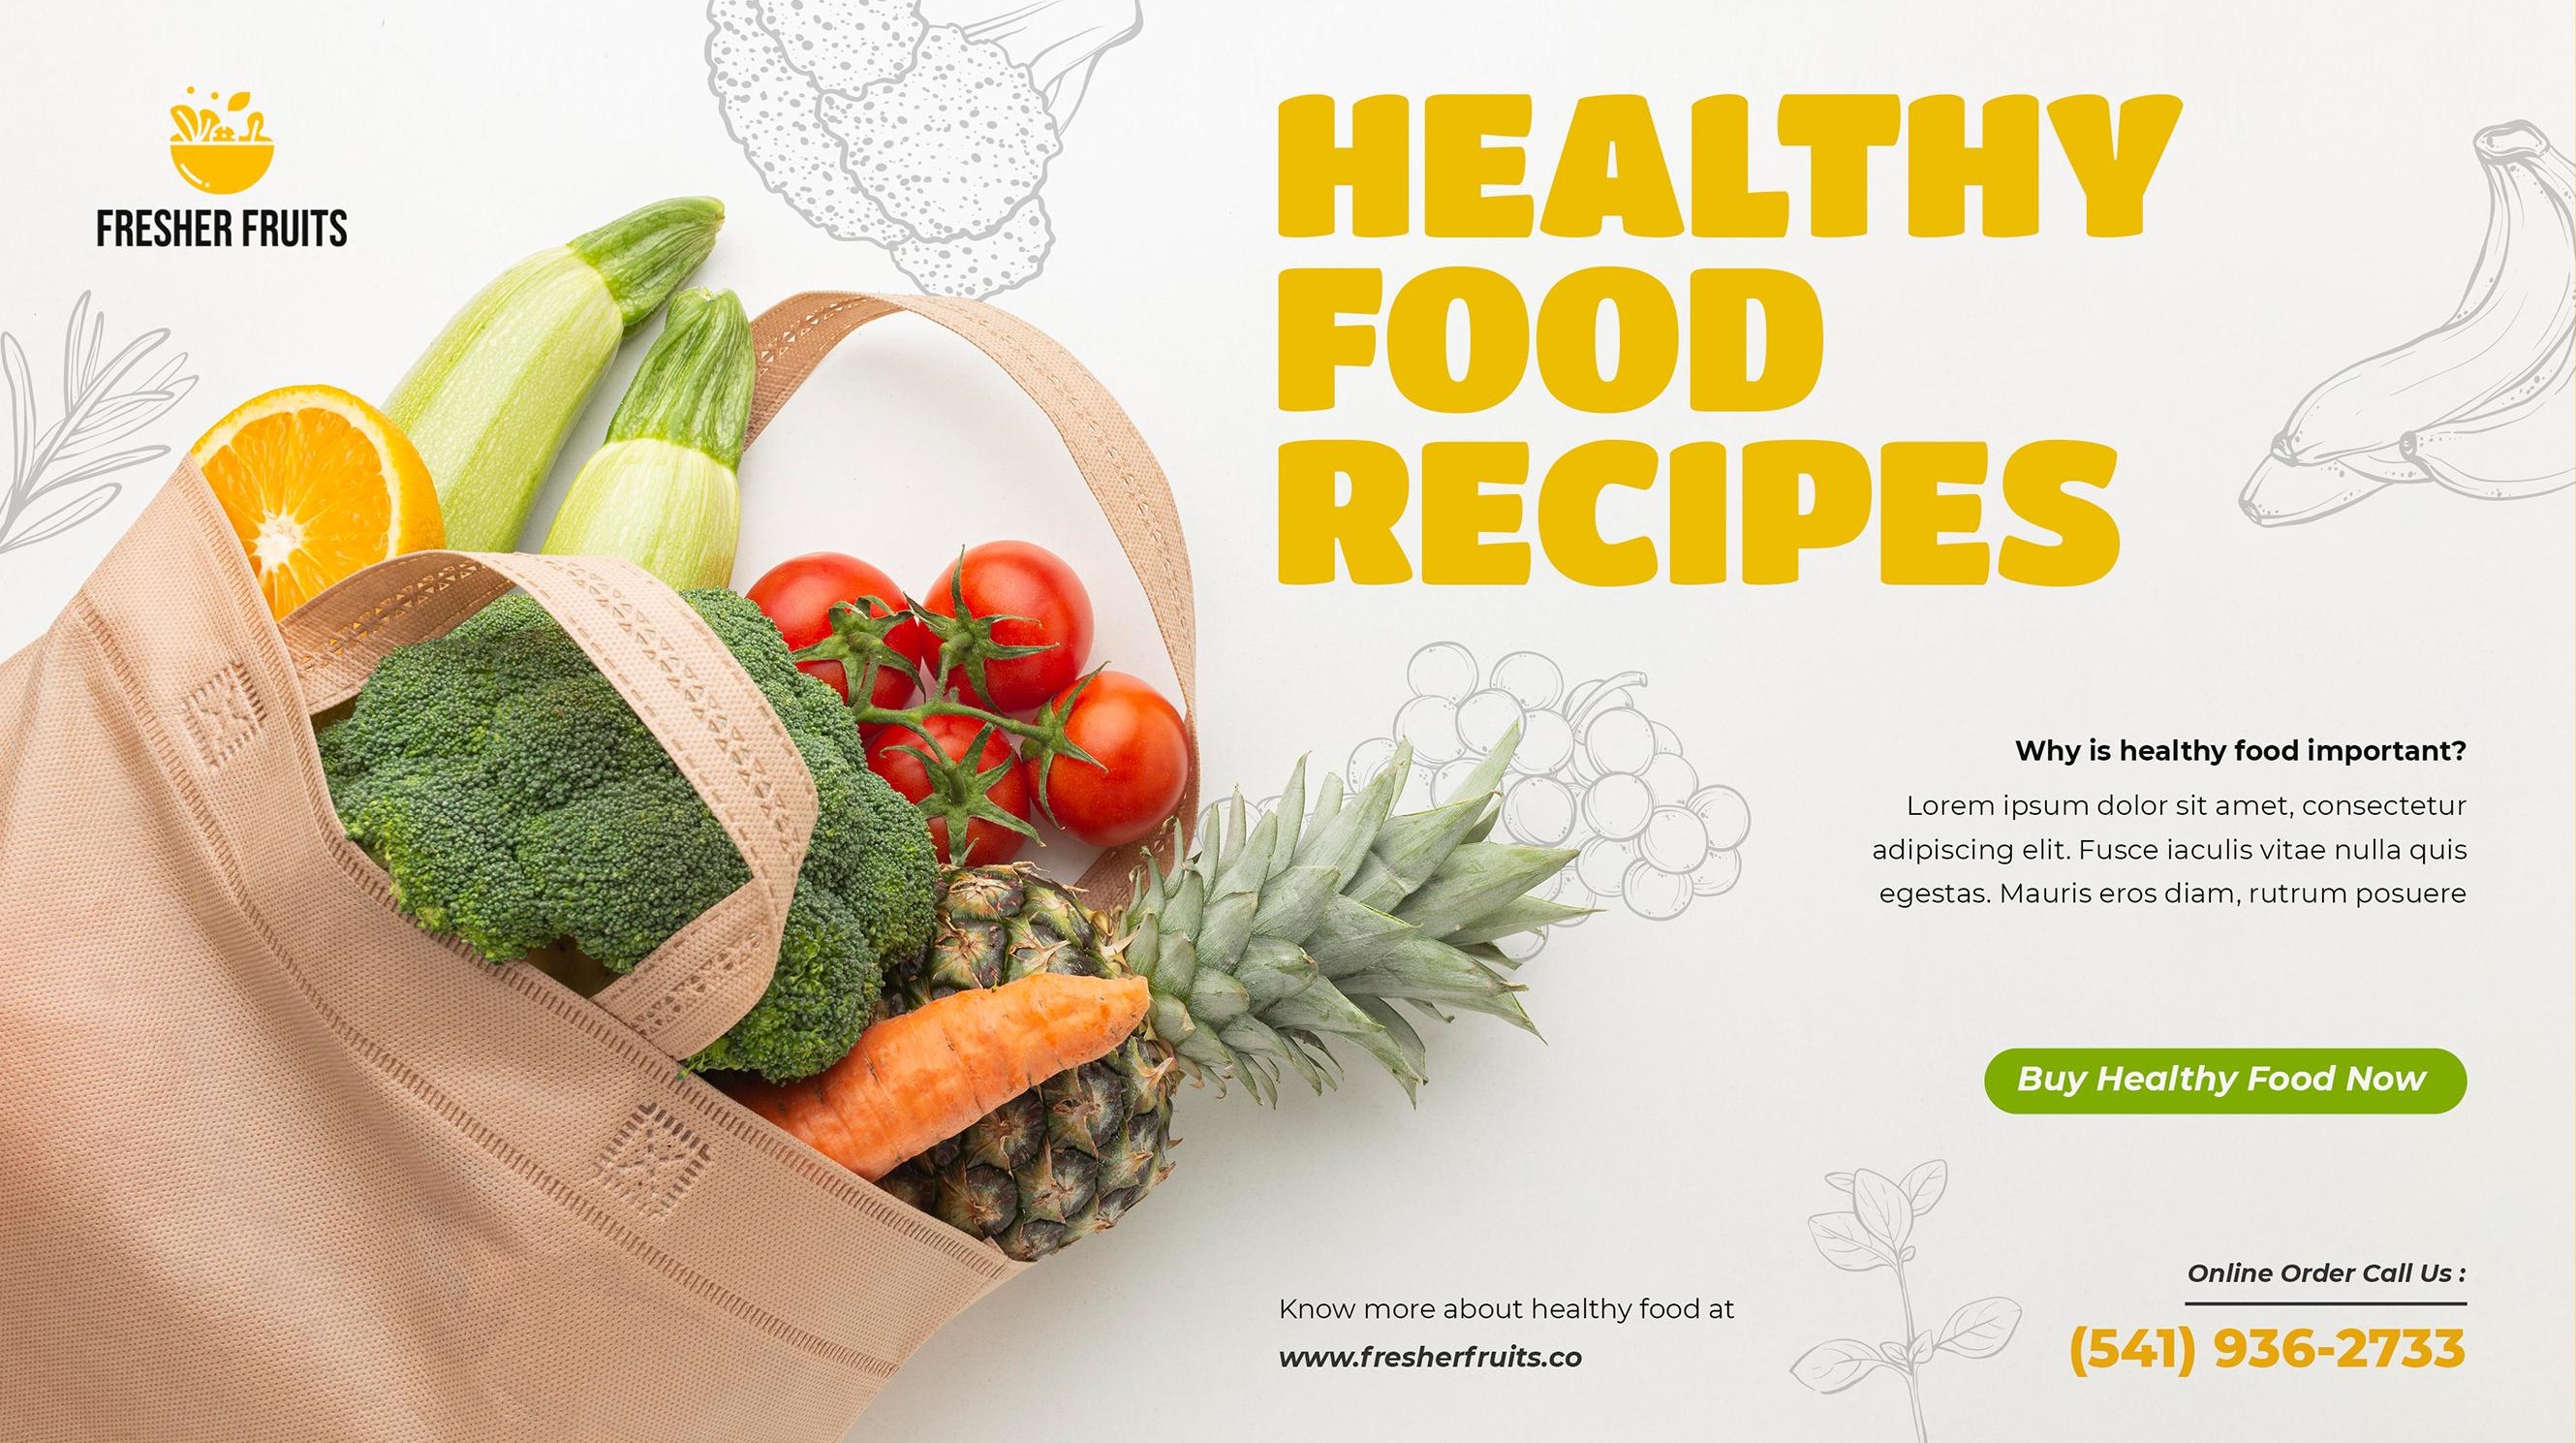 FRESHER FRUITS
HEALTHY
FOOD
RECIPES
Why is healthy food important?
Lorem ipsum dolor sit amet, consectetur
adipiscing elit. Fusce iaculis vitae nulla quis
egestas. Mauris eros diam, rutrum posuere
Buy Healthy Food Now
Know more about healthy food at
www.fresherfruits.co
Online Order Call Us :
(541) 936-2733